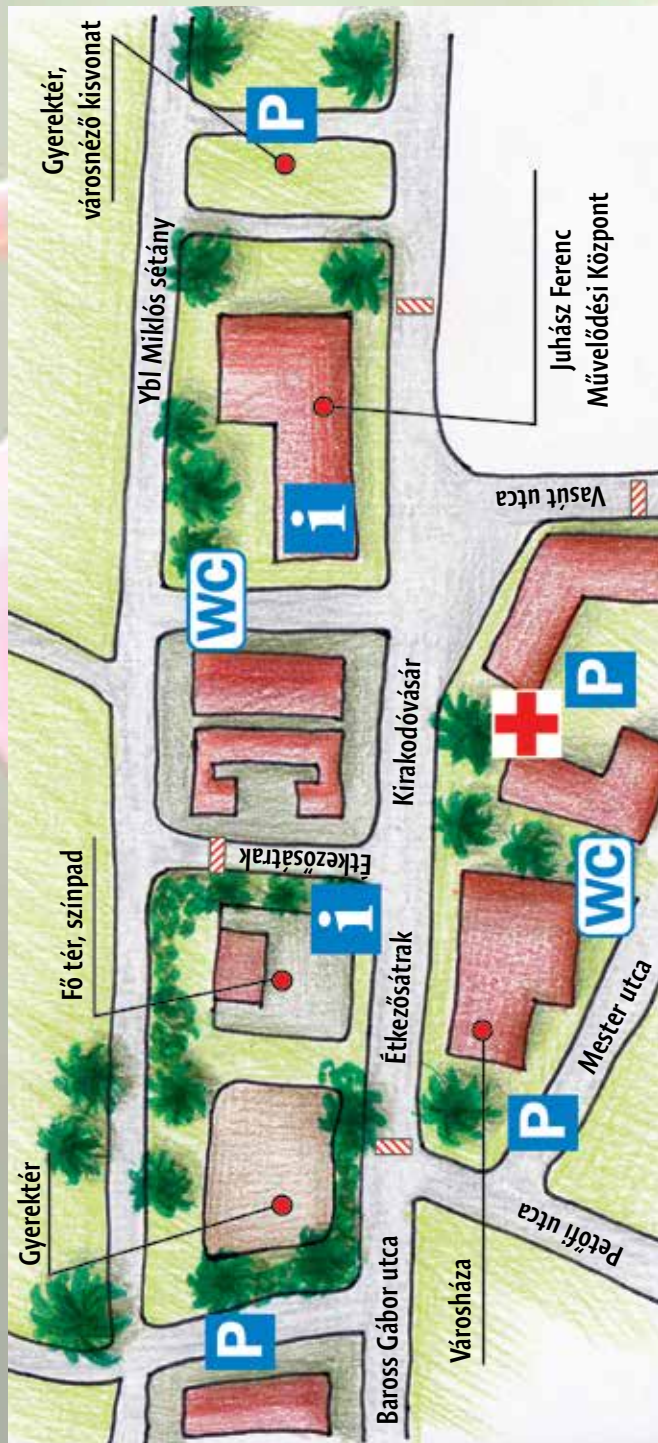 Gyerektér
Fő tér, színpad
Gyerektér,
városnéző kisvonat
Ybl Miklós sétány
P
P
WC
i
i
Étkezősátrak
Baross Gábor utca
Étkezősátrak
Kirakodóvásár
Juhász Ferenc
Művelődési Központ
Vasút utca
Városháza
Petőfi utca
P
Mester utca
WC
P